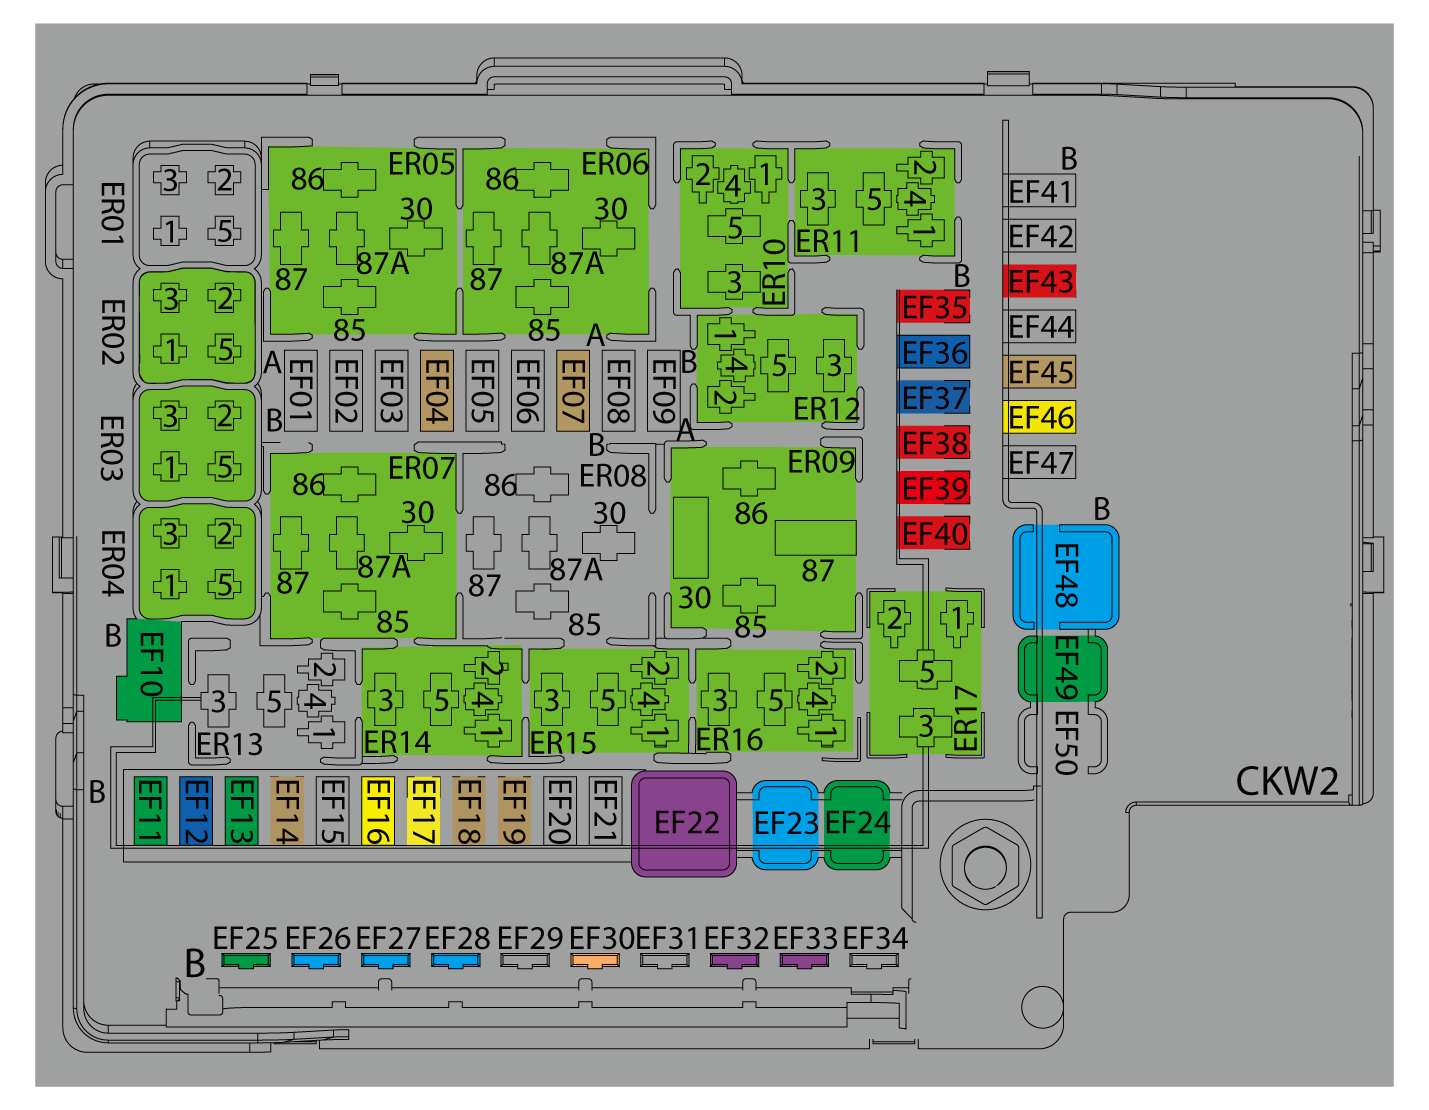 ER01
3 2
1 5
ER02
3 2
1 5
ER03
3 2
1 5
ER04
3 2
1 5
ER05
86
30
87 87A
85
ER06
86
30
87 87A
85
A
ER10
2 4 1
5
3
ER11
3 5 2
4
1
ER12
1
4 5 3
2
A
B
EF01
EF02
EF03
EF04
EF05
EF06
EF07
EF08
EF09
B
A
B
ER07
86
30
87 87A
85
ER08
86
30
87 87A
85
ER09
86
87
30
85
B
EF35
EF36
EF37
EF38
EF39
EF40
B
EF41
EF42
EF43
EF44
EF45
EF46
EF47
B
EF48
EF49
EF50
B
EF10
ER13
3 5 2
4
1
ER14
3 5 2
4
1
ER15
3 5 2
4
1
ER16
3 5 2
4
1
ER17
2 1
5
3
CKW2
B
EF11
EF12
EF13
EF14
EF15
EF16
EF17
EF18
EF19
EF20
EF21
EF22
EF23
EF24
EF25 EF26 EF27 EF28 EF29 EF30 EF31 EF32 EF33 EF34
B